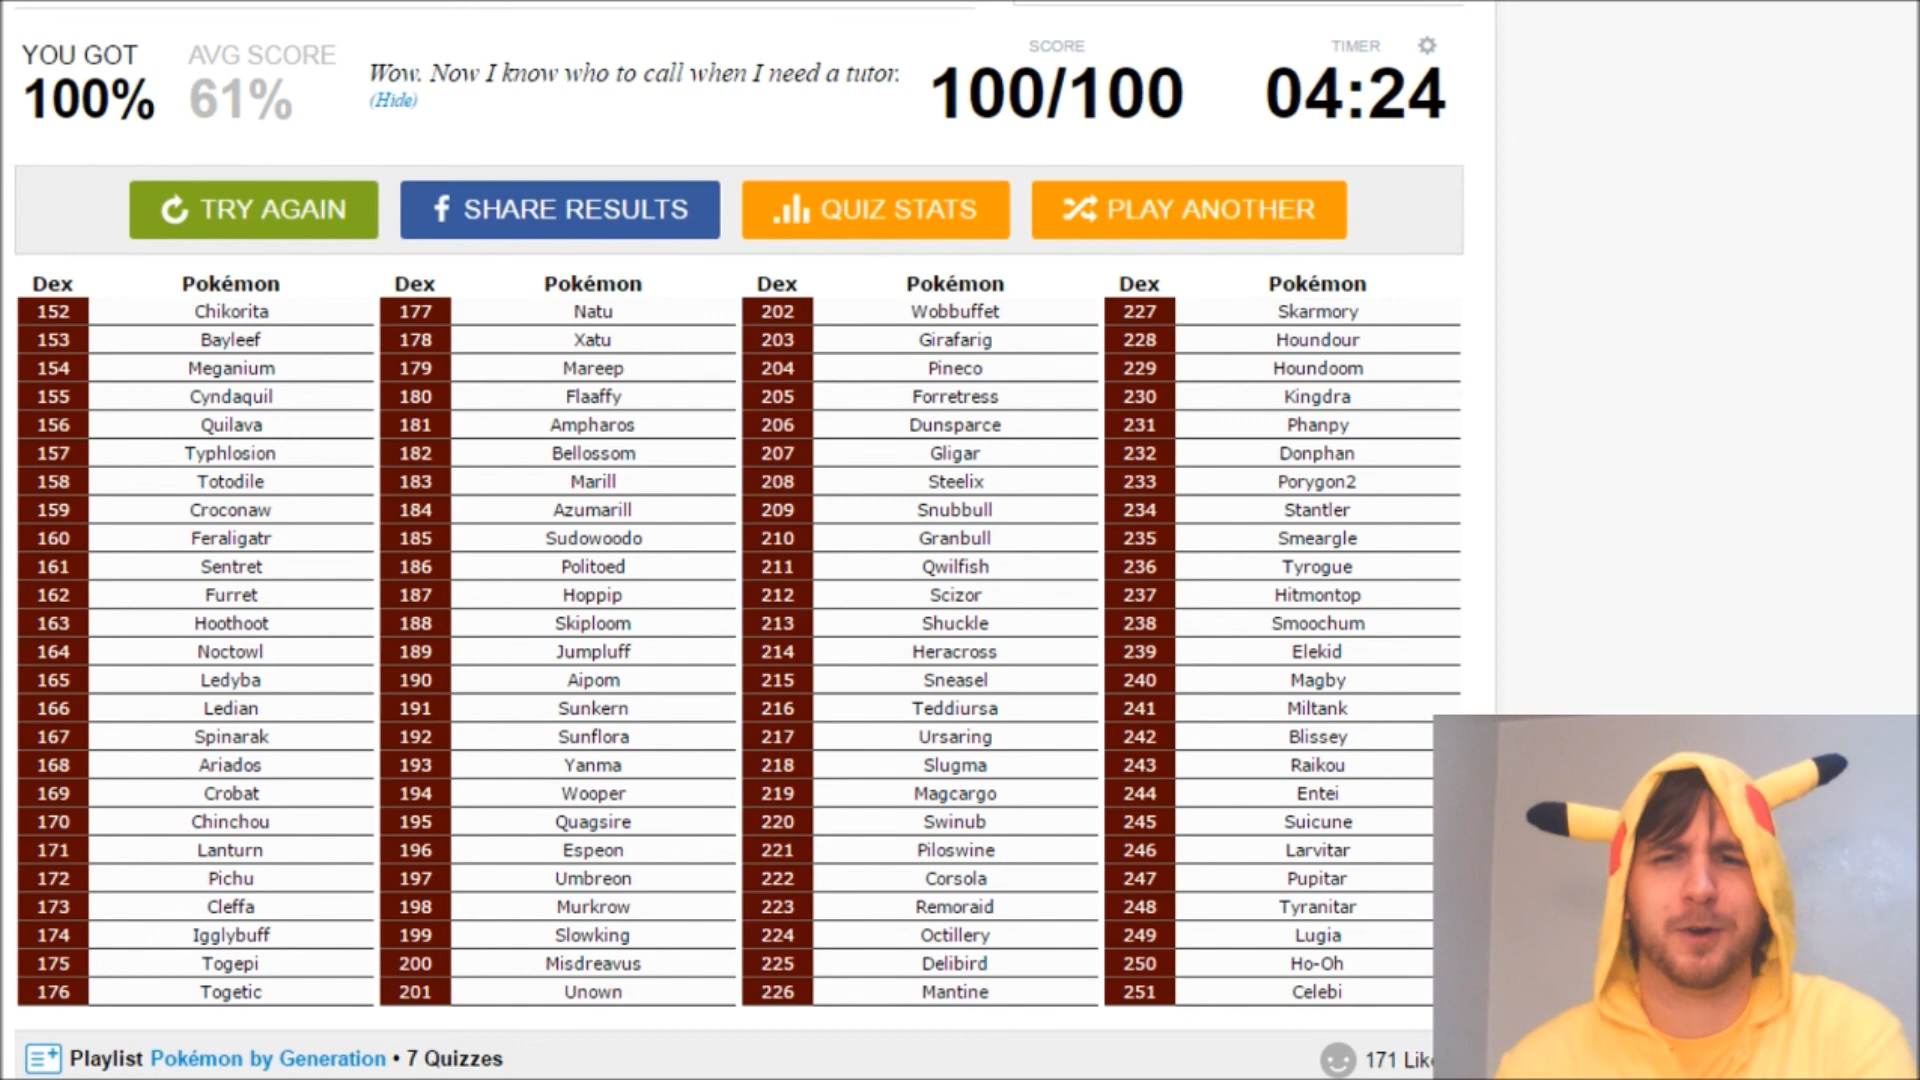 YOU GOT AVG SCORE SCORE TIMER
100% 61% Wow. Now I know who to call when I need a tutor. 100/100 04:24
(Hide)
TRY AGAIN SHARE RESULTS QUIZ STATS PLAY ANOTHER
Dex Pokémon Dex Pokémon Dex Pokémon Dex Pokémon
152 Chikorita 177 Natu 202 Wobbuffet 227 Skarmory
153 Bayleef 178 Xatu 203 Girafarig 228 Houndour
154 Meganium 179 Mareep 204 Pineco 229 Houndoom
155 Cyndaquil 180 Flaaffy 205 Forretress 230 Kingdra
156 Quilava 181 Ampharos 206 Dunsparce 231 Phanpy
157 Typhlosion 182 Bellossom 207 Gligar 232 Donphan
158 Totodile 183 Marill 208 Steelix 233 Porygon2
159 Croconaw 184 Azumarill 209 Snubbull 234 Stantler
160 Feraligatr 185 Sudowoodo 210 Granbull 235 Smeargle
161 Sentret 186 Politoed 211 Qwilfish 236 Tyrogue
162 Furret 187 Hoppip 212 Scizor 237 Hitmontop
163 Hoothoot 188 Skiploom 213 Shuckle 238 Smoochum
164 Noctowl 189 Jumpluff 214 Heracross 239 Elekid
165 Ledyba 190 Aipom 215 Sneasel 240 Magby
166 Ledian 191 Sunkern 216 Teddiursa 241 Miltank
167 Spinarak 192 Sunflora 217 Ursaring 242 Blissey
168 Ariados 193 Yanma 218 Slugma 243 Raikou
169 Crobat 194 Wooper 219 Magcargo 244 Entei
170 Chinchou 195 Quagsire 220 Swinub 245 Suicune
171 Lanturn 196 Espeon 221 Piloswine 246 Larvitar
172 Pichu 197 Umbreon 222 Corsola 247 Pupitar
173 Cleffa 198 Murkrow 223 Remoraid 248 Tyranitar
174 Igglybuff 199 Slowking 224 Octillery 249 Lugia
175 Togepi 200 Misdreavus 225 Delibird 250 Ho-Oh
176 Togetic 201 Unown 226 Mantine 251 Celebi
Playlist Pokémon by Generation • 7 Quizzes 171